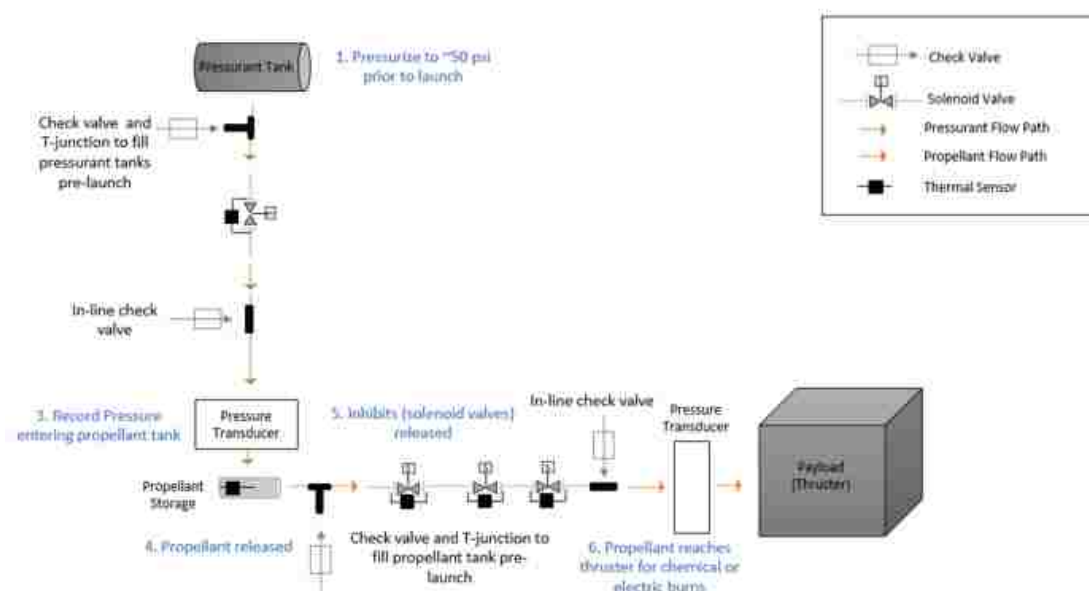 Pressurant Tank
1. Pressurize to ~50 psi
prior to launch
Check valve and
T-junction to fill
pressurant tanks
pre-launch
In-line check
valve
3. Record Pressure
entering propellant tank
Pressure
Transducer
Propellant
Storage
4. Propellant released
5. Inhibits (solenoid valves)
released
Check valve and T-junction to
fill propellant tank pre-
launch
In-line check valve
Pressure
Transducer
6. Propellant reaches
thruster for chemical or
electric burns
Payload
(Thruster)
Check Valve
Solenoid Valve
Pressurant Flow Path
Propellant Flow Path
Thermal Sensor